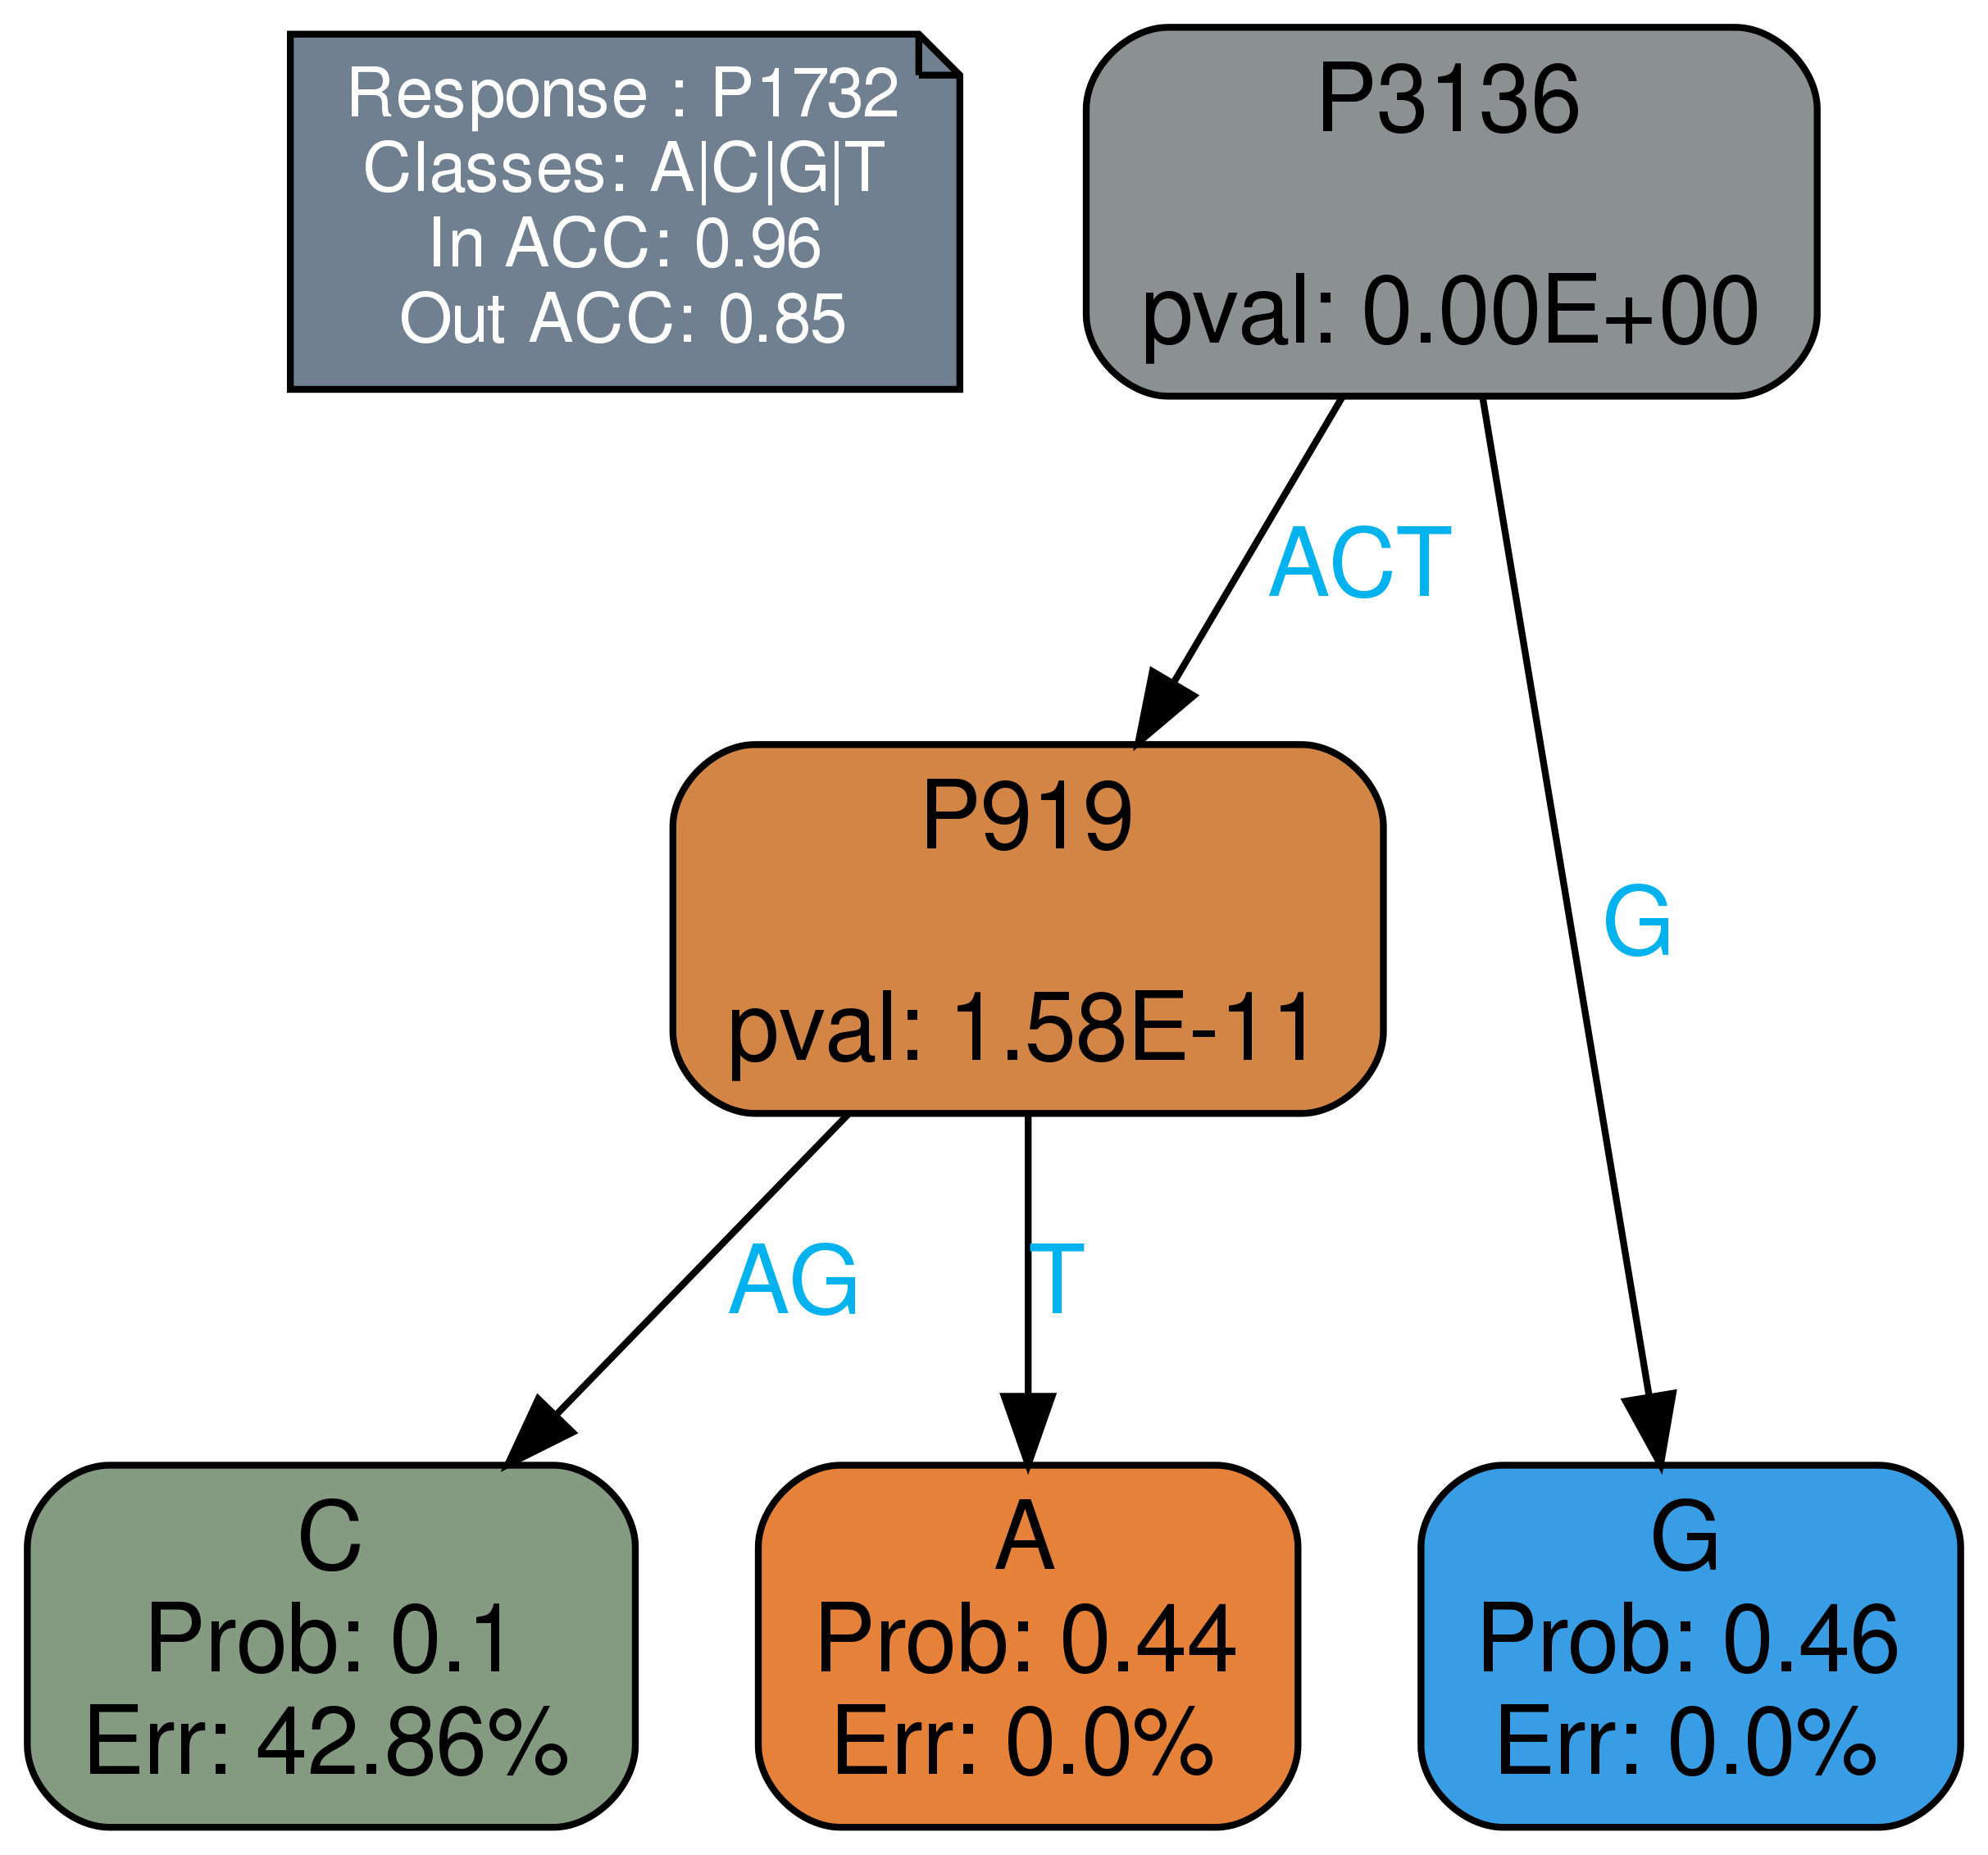 Response : P1732
Classes: A|C|G|T
In ACC: 0.96
Out ACC: 0.85
P3136
pval: 0.00E+00
ACT
P919
pval: 1.58E-11
G
AG
T
C
Prob: 0.1
Err: 42.86%
A
Prob: 0.44
Err: 0.0%
G
Prob: 0.46
Err: 0.0%